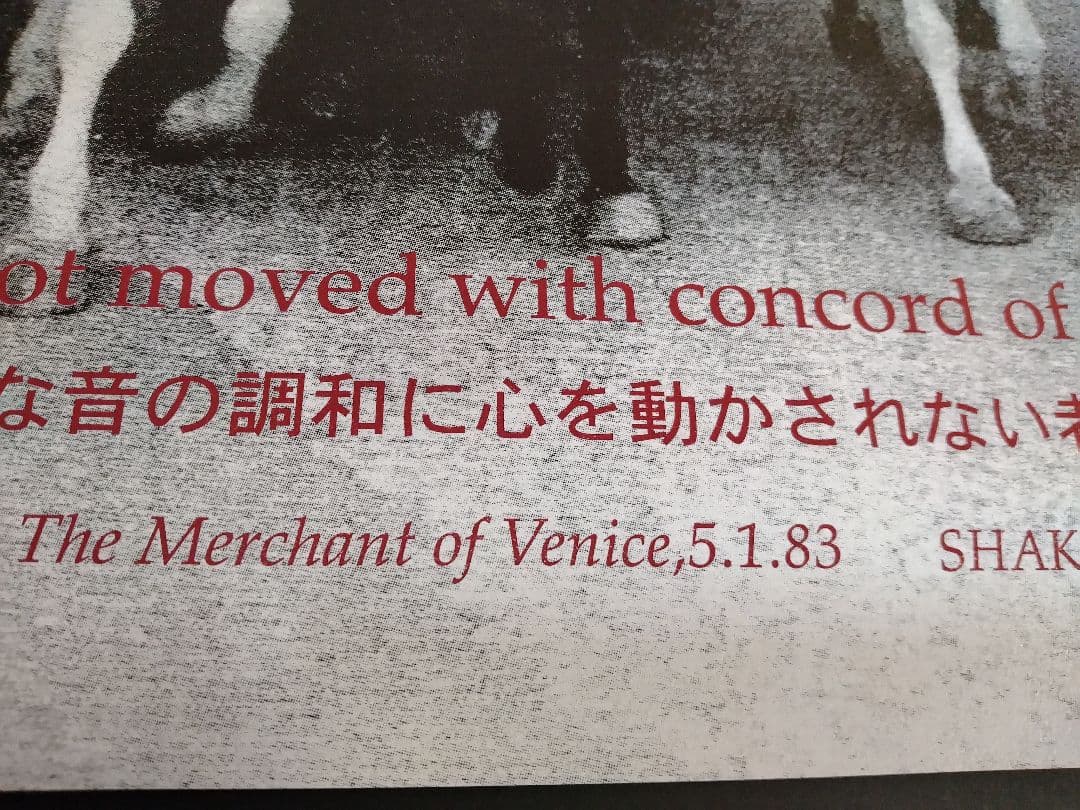 ot moved with concord of
な音の調和に心を動かされない者
The Merchant of Venice,5.1.83 SHAK